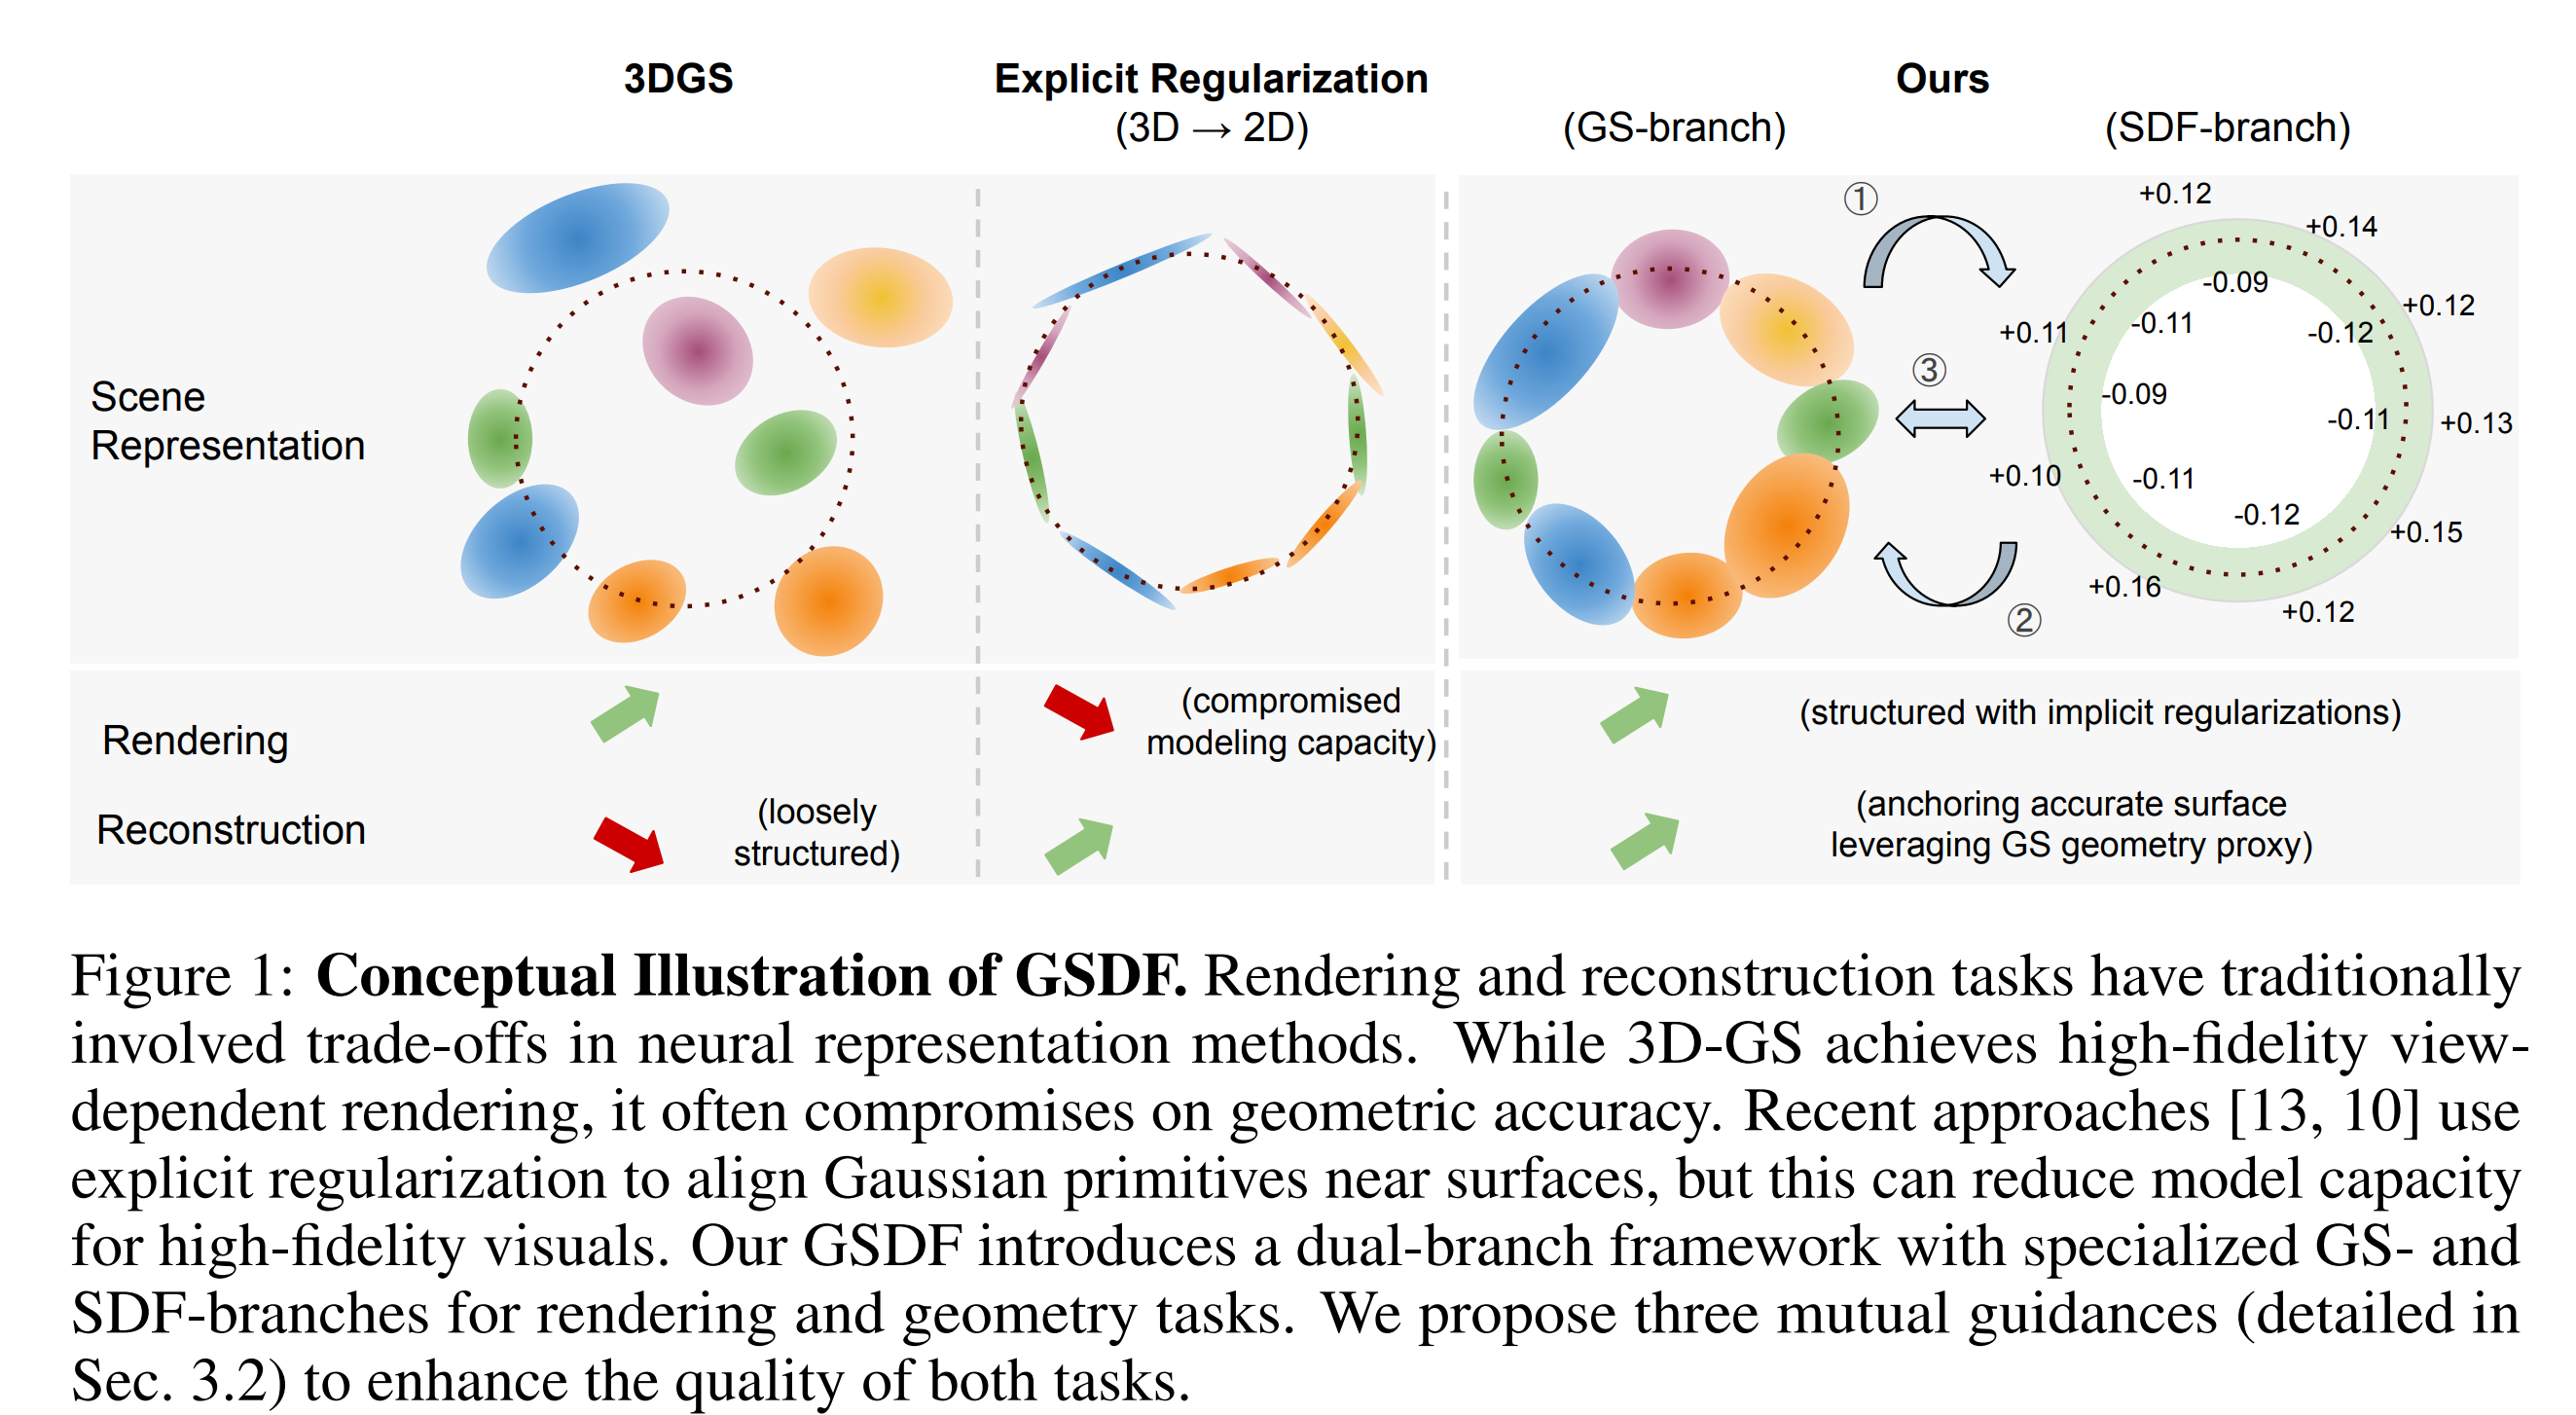 3DGS
Explicit Regularization
(3D → 2D)
Ours
(GS-branch)
(SDF-branch)
Scene
Representation
①
②
③
+0.12
+0.14
-0.09
+0.12
-0.11
-0.12
+0.11
-0.09
-0.11
+0.13
+0.10
-0.11
-0.12
+0.15
+0.16
+0.12
Rendering
(compromised
modeling capacity)
(structured with implicit regularizations)
Reconstruction
(loosely
structured)
(anchoring accurate surface
leveraging GS geometry proxy)
Figure 1: Conceptual Illustration of GSDF. Rendering and reconstruction tasks have traditionally
involved trade-offs in neural representation methods. While 3D-GS achieves high-fidelity view-
dependent rendering, it often compromises on geometric accuracy. Recent approaches [13, 10] use
explicit regularization to align Gaussian primitives near surfaces, but this can reduce model capacity
for high-fidelity visuals. Our GSDF introduces a dual-branch framework with specialized GS- and
SDF-branches for rendering and geometry tasks. We propose three mutual guidances (detailed in
Sec. 3.2) to enhance the quality of both tasks.